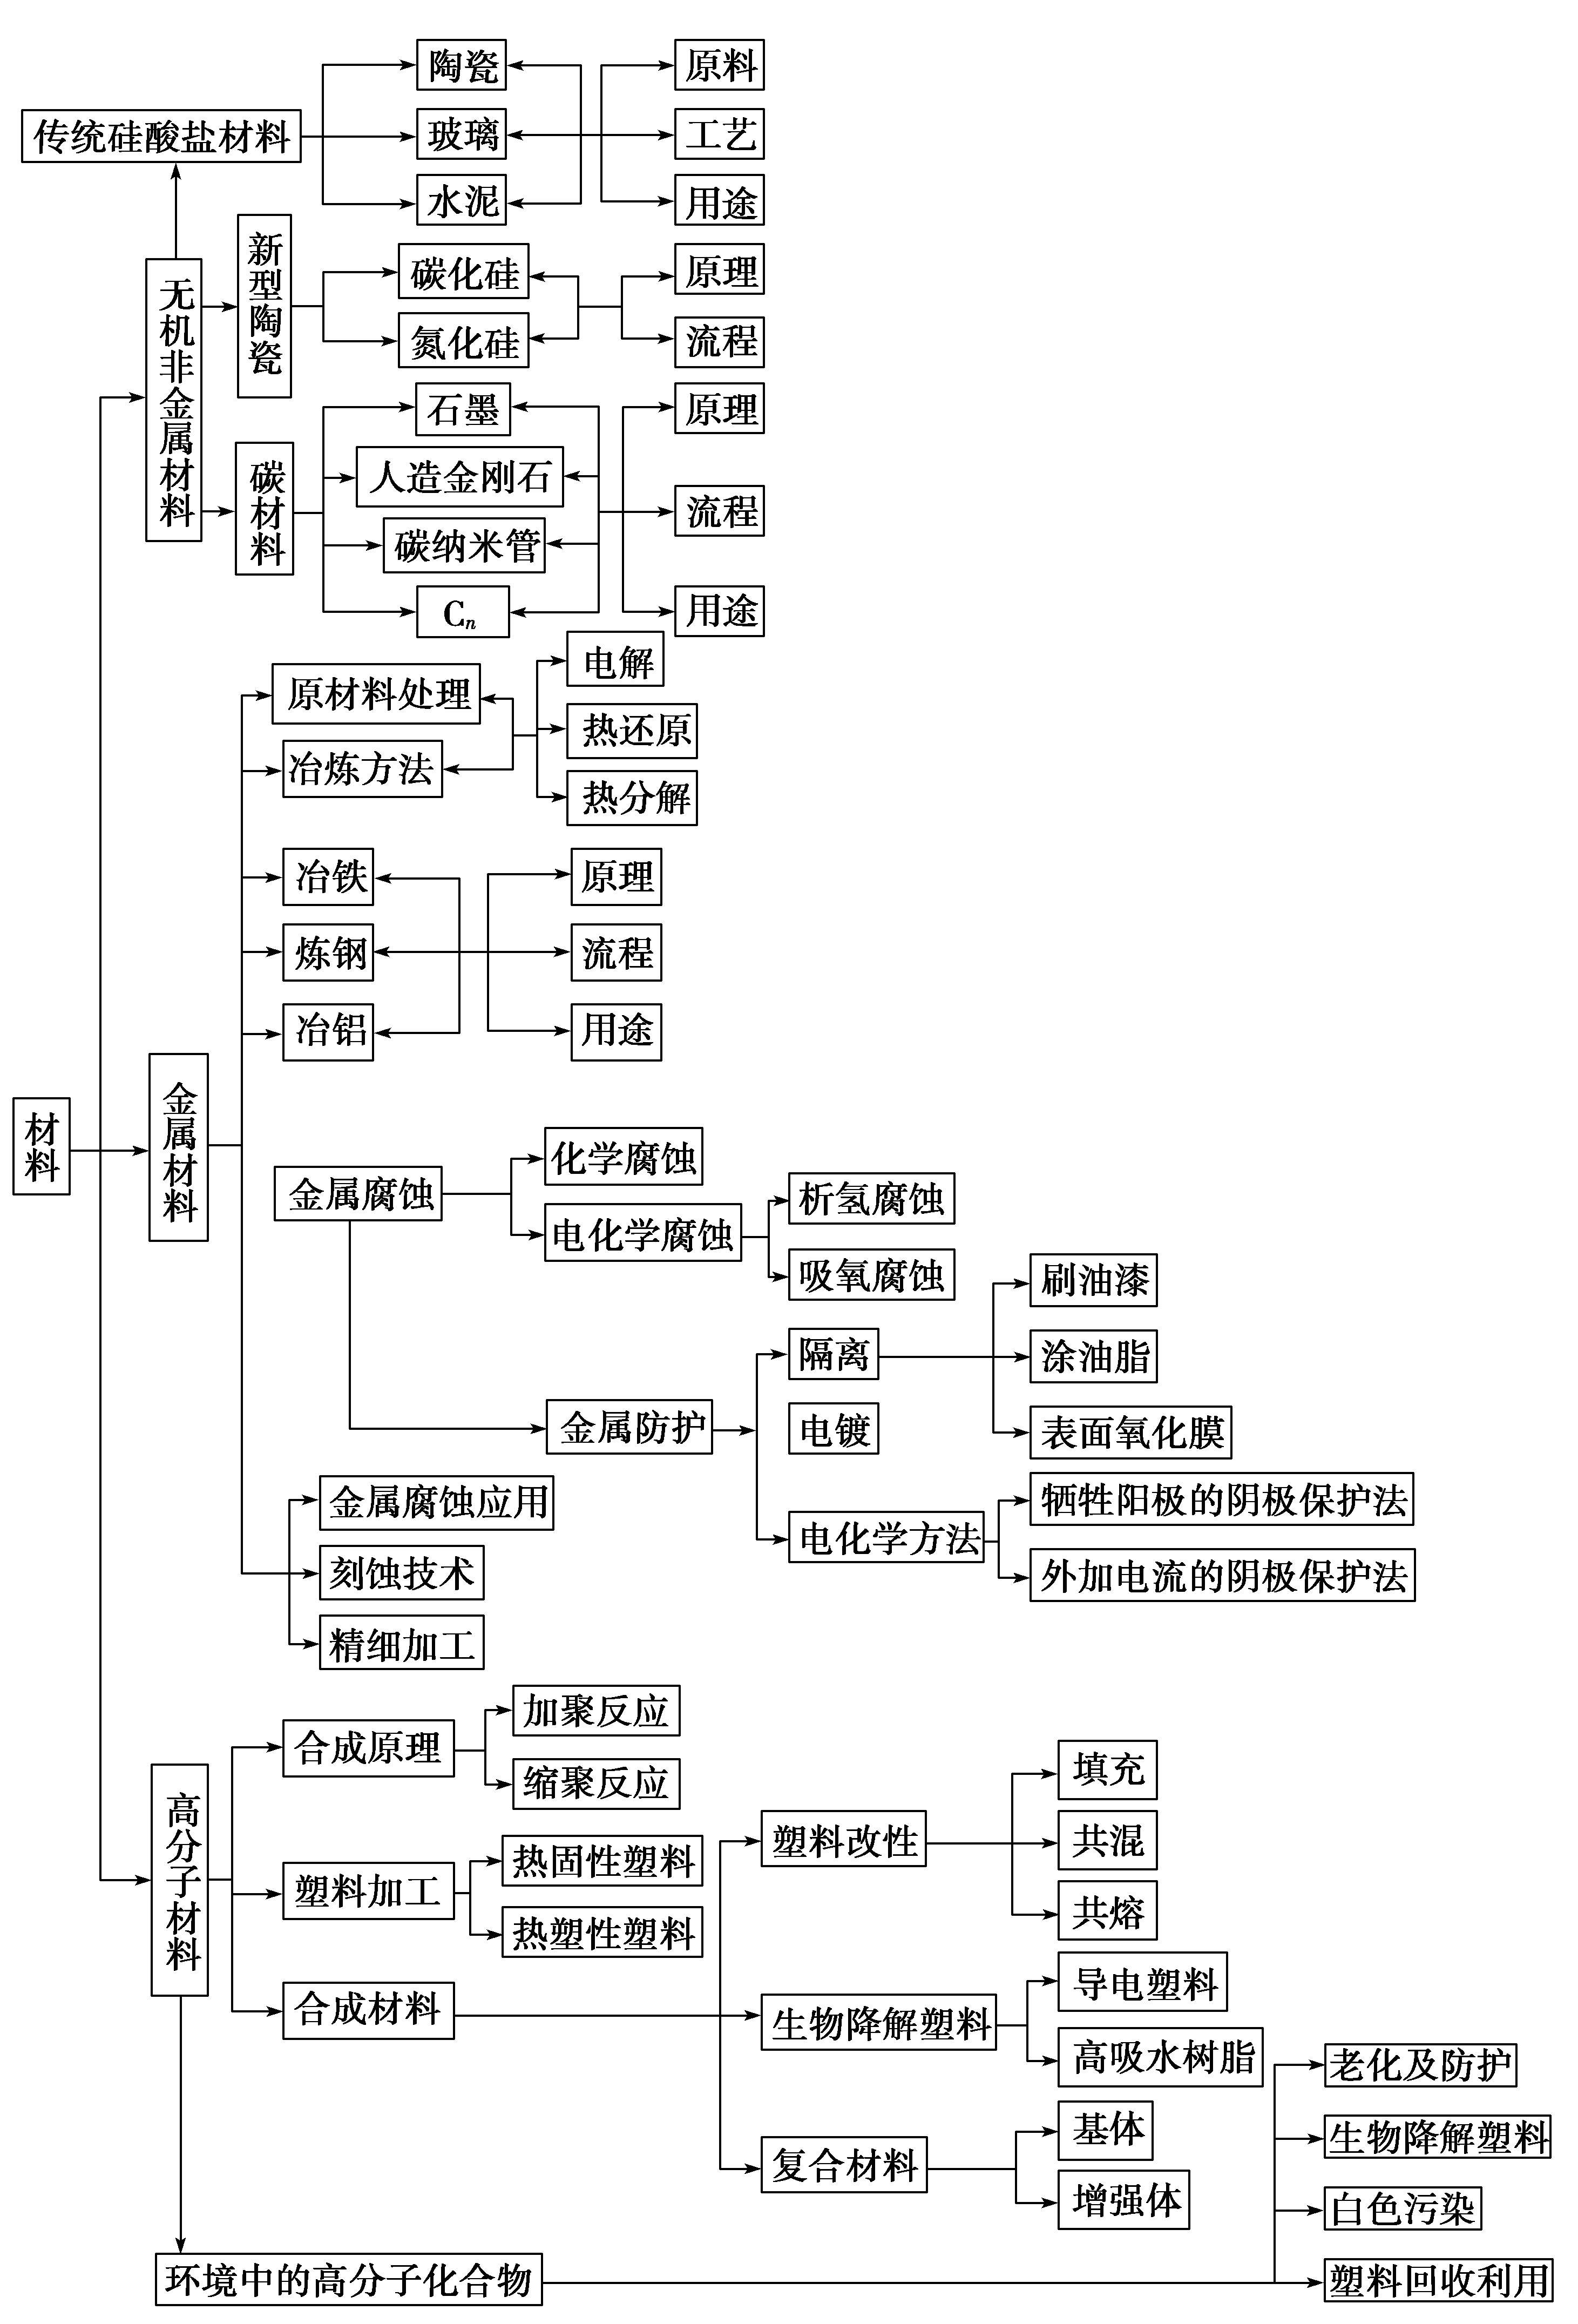 陶瓷
原料
传统硅酸盐材料
玻璃
工艺
水泥
用途
新型陶瓷
碳化硅
原理
无机非金属材料
氮化硅
流程
石墨
原理
碳材料
人造金刚石
流程
碳纳米管
Cn
用途
电解
原材料处理
热还原
冶炼方法
热分解
冶铁
原理
炼钢
流程
冶铝
用途
材料
金属材料
化学腐蚀
金属腐蚀
析氢腐蚀
电化学腐蚀
吸氧腐蚀
刷油漆
隔离
涂油脂
金属防护
电镀
表面氧化膜
金属腐蚀应用
牺牲阳极的阴极保护法
电化学方法
刻蚀技术
外加电流的阴极保护法
精细加工
加聚反应
合成原理
缩聚反应
填充
高分子材料
塑料改性
共混
热固性塑料
塑料加工
共熔
热塑性塑料
导电塑料
合成材料
生物降解塑料
高吸水树脂
老化及防护
基体
生物降解塑料
复合材料
增强体
白色污染
环境中的高分子化合物
塑料回收利用